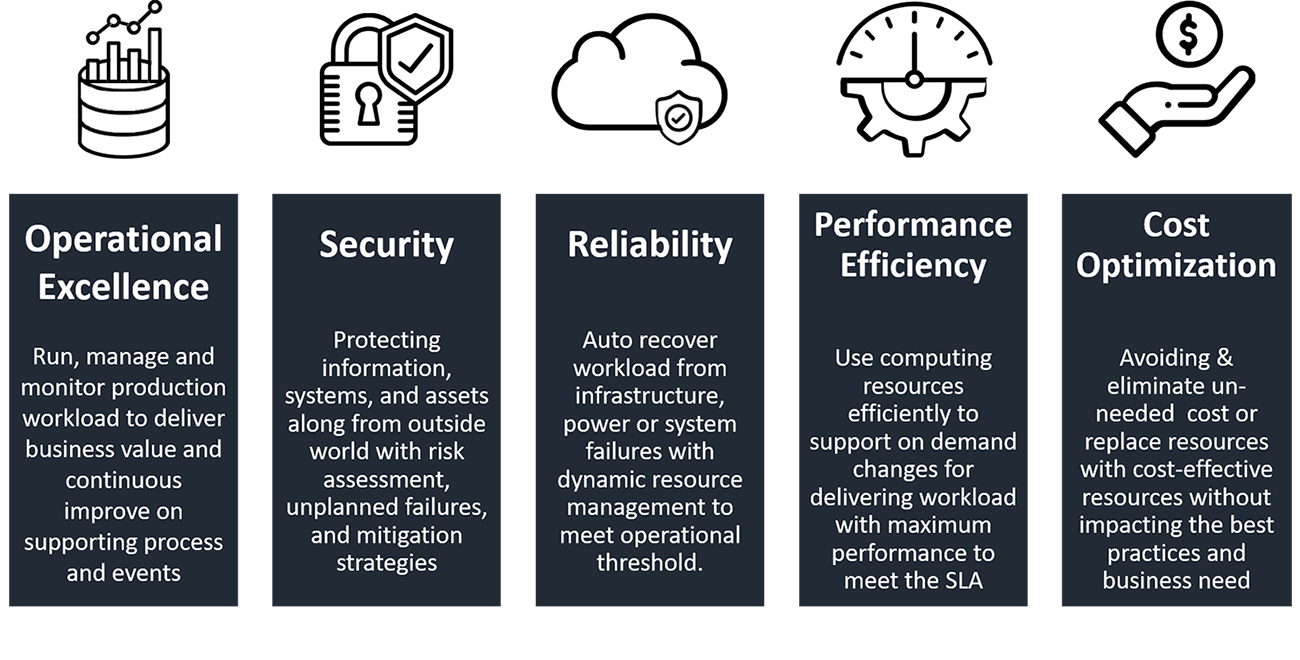 Operational
Excellence
Run, manage and
monitor production
workload to deliver
business value and
continuous
improve on
supporting process
and events
Security
Protecting
information,
systems, and assets
along from outside
world with risk
assessment,
unplanned failures,
and mitigation
strategies
Reliability
Auto recover
workload from
infrastructure,
power or system
failures with
dynamic resource
management to
meet operational
threshold.
Performance
Efficiency
Use computing
resources
efficiently to
support on demand
changes for
delivering workload
with maximum
performance to
meet the SLA
$
Cost
Optimization
Avoiding &
eliminate un-
needed  cost or
replace resources
with cost-effective
resources without
impacting the best
practices and
business need